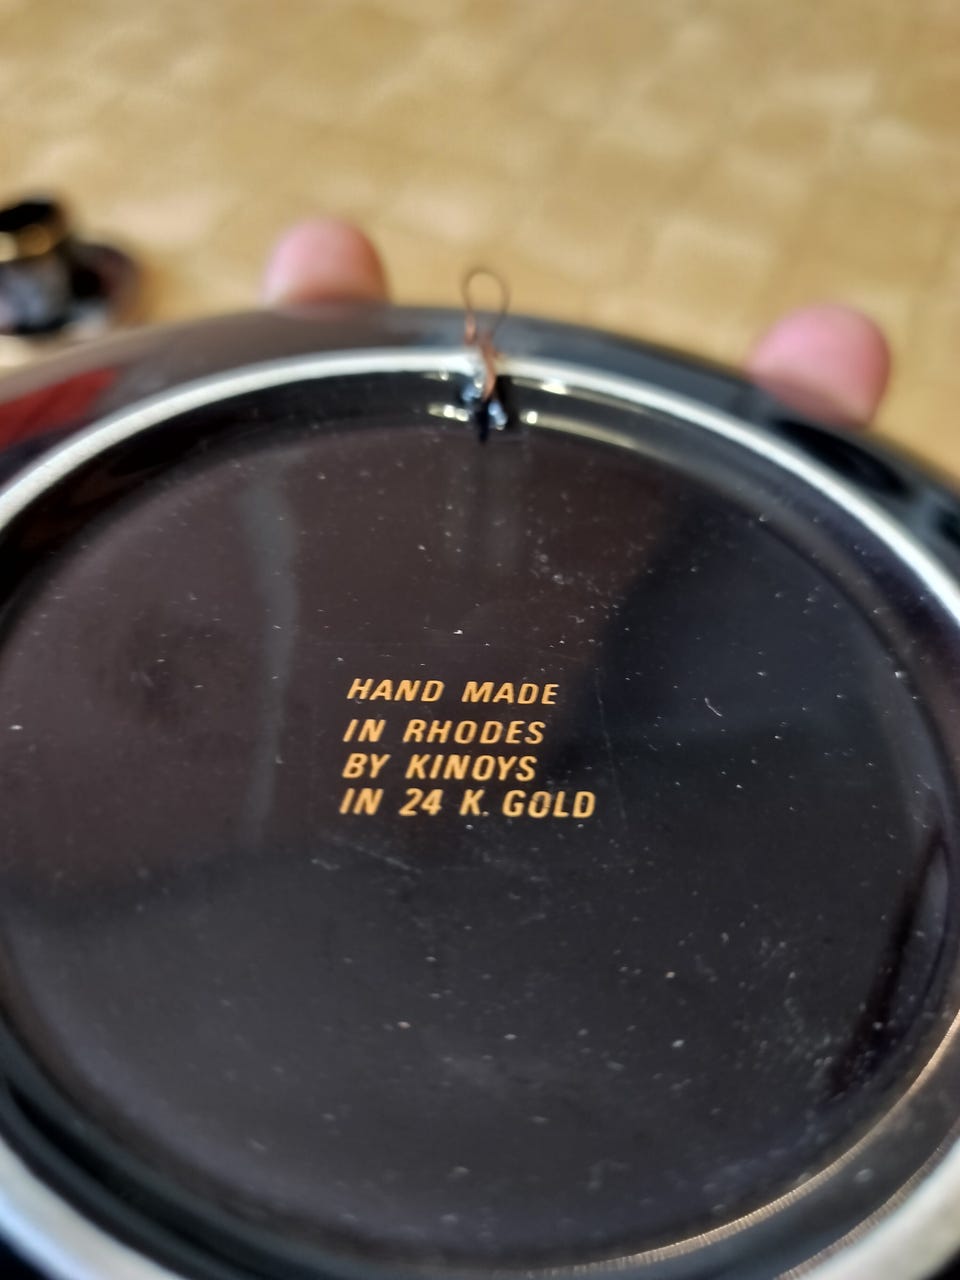 HAND MADE
IN RHODES
BY KINOYS
IN 24 K. GOLD